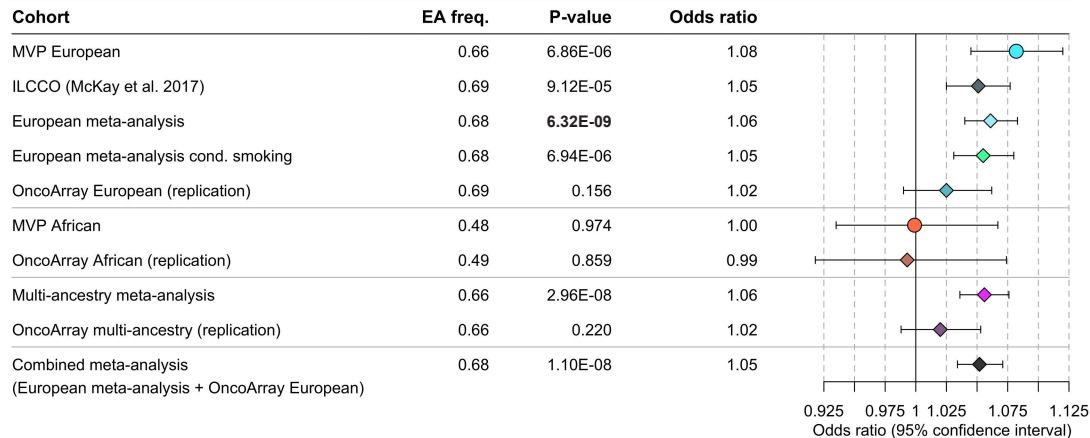 Cohort EA freq. P-value Odds ratio
MVP European 0.66 6.86E-06 1.08
ILCCO (McKay et al. 2017) 0.69 9.12E-05 1.05
European meta-analysis 0.68 6.32E-09 1.06
European meta-analysis cond. smoking 0.68 6.94E-06 1.05
OncoArray European (replication) 0.69 0.156 1.02
MVP African 0.48 0.974 1.00
OncoArray African (replication) 0.49 0.859 0.99
Multi-ancestry meta-analysis 0.66 2.96E-08 1.06
OncoArray multi-ancestry (replication) 0.66 0.220 1.02
Combined meta-analysis 0.68 1.10E-08 1.05
(European meta-analysis + OncoArray European)
0.925 0.975 1 1.025 1.075 1.125
Odds ratio (95% confidence interval)